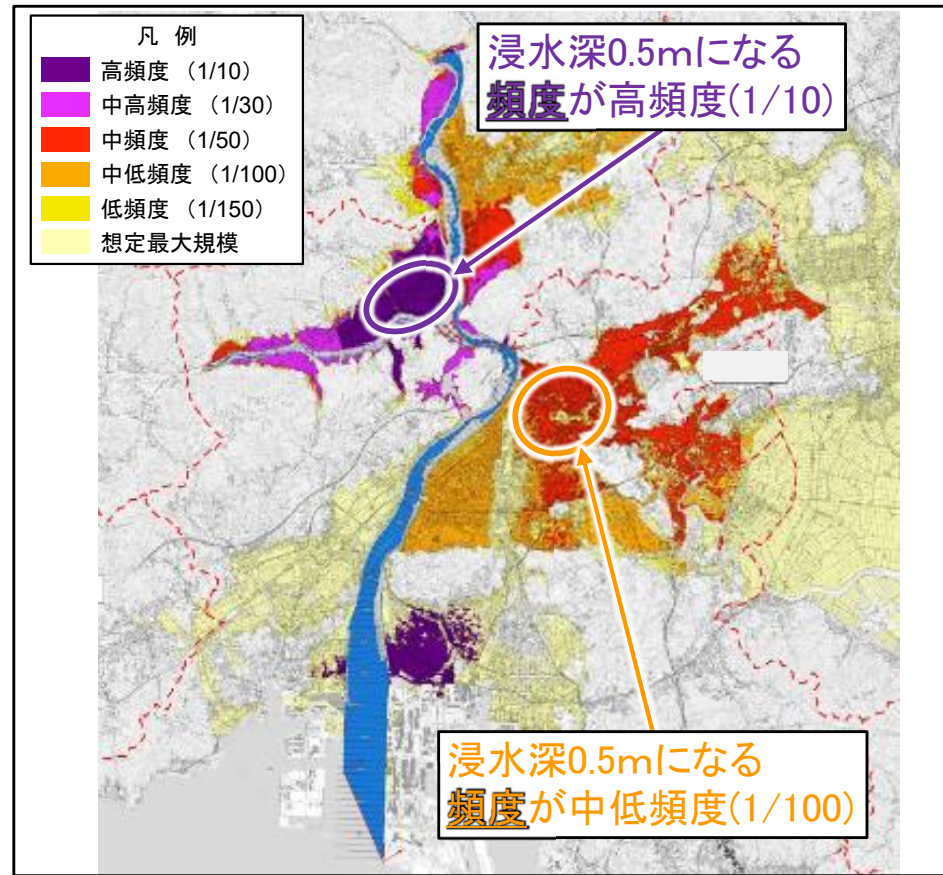 凡 例
高頻度 (1/10)
中高頻度 (1/30)
中頻度 (1/50)
中低頻度 (1/100)
低頻度 (1/150)
想定最大規模
浸水深0.5mになる
頻度が高頻度(1/10)
浸水深0.5mになる
頻度が中低頻度(1/100)